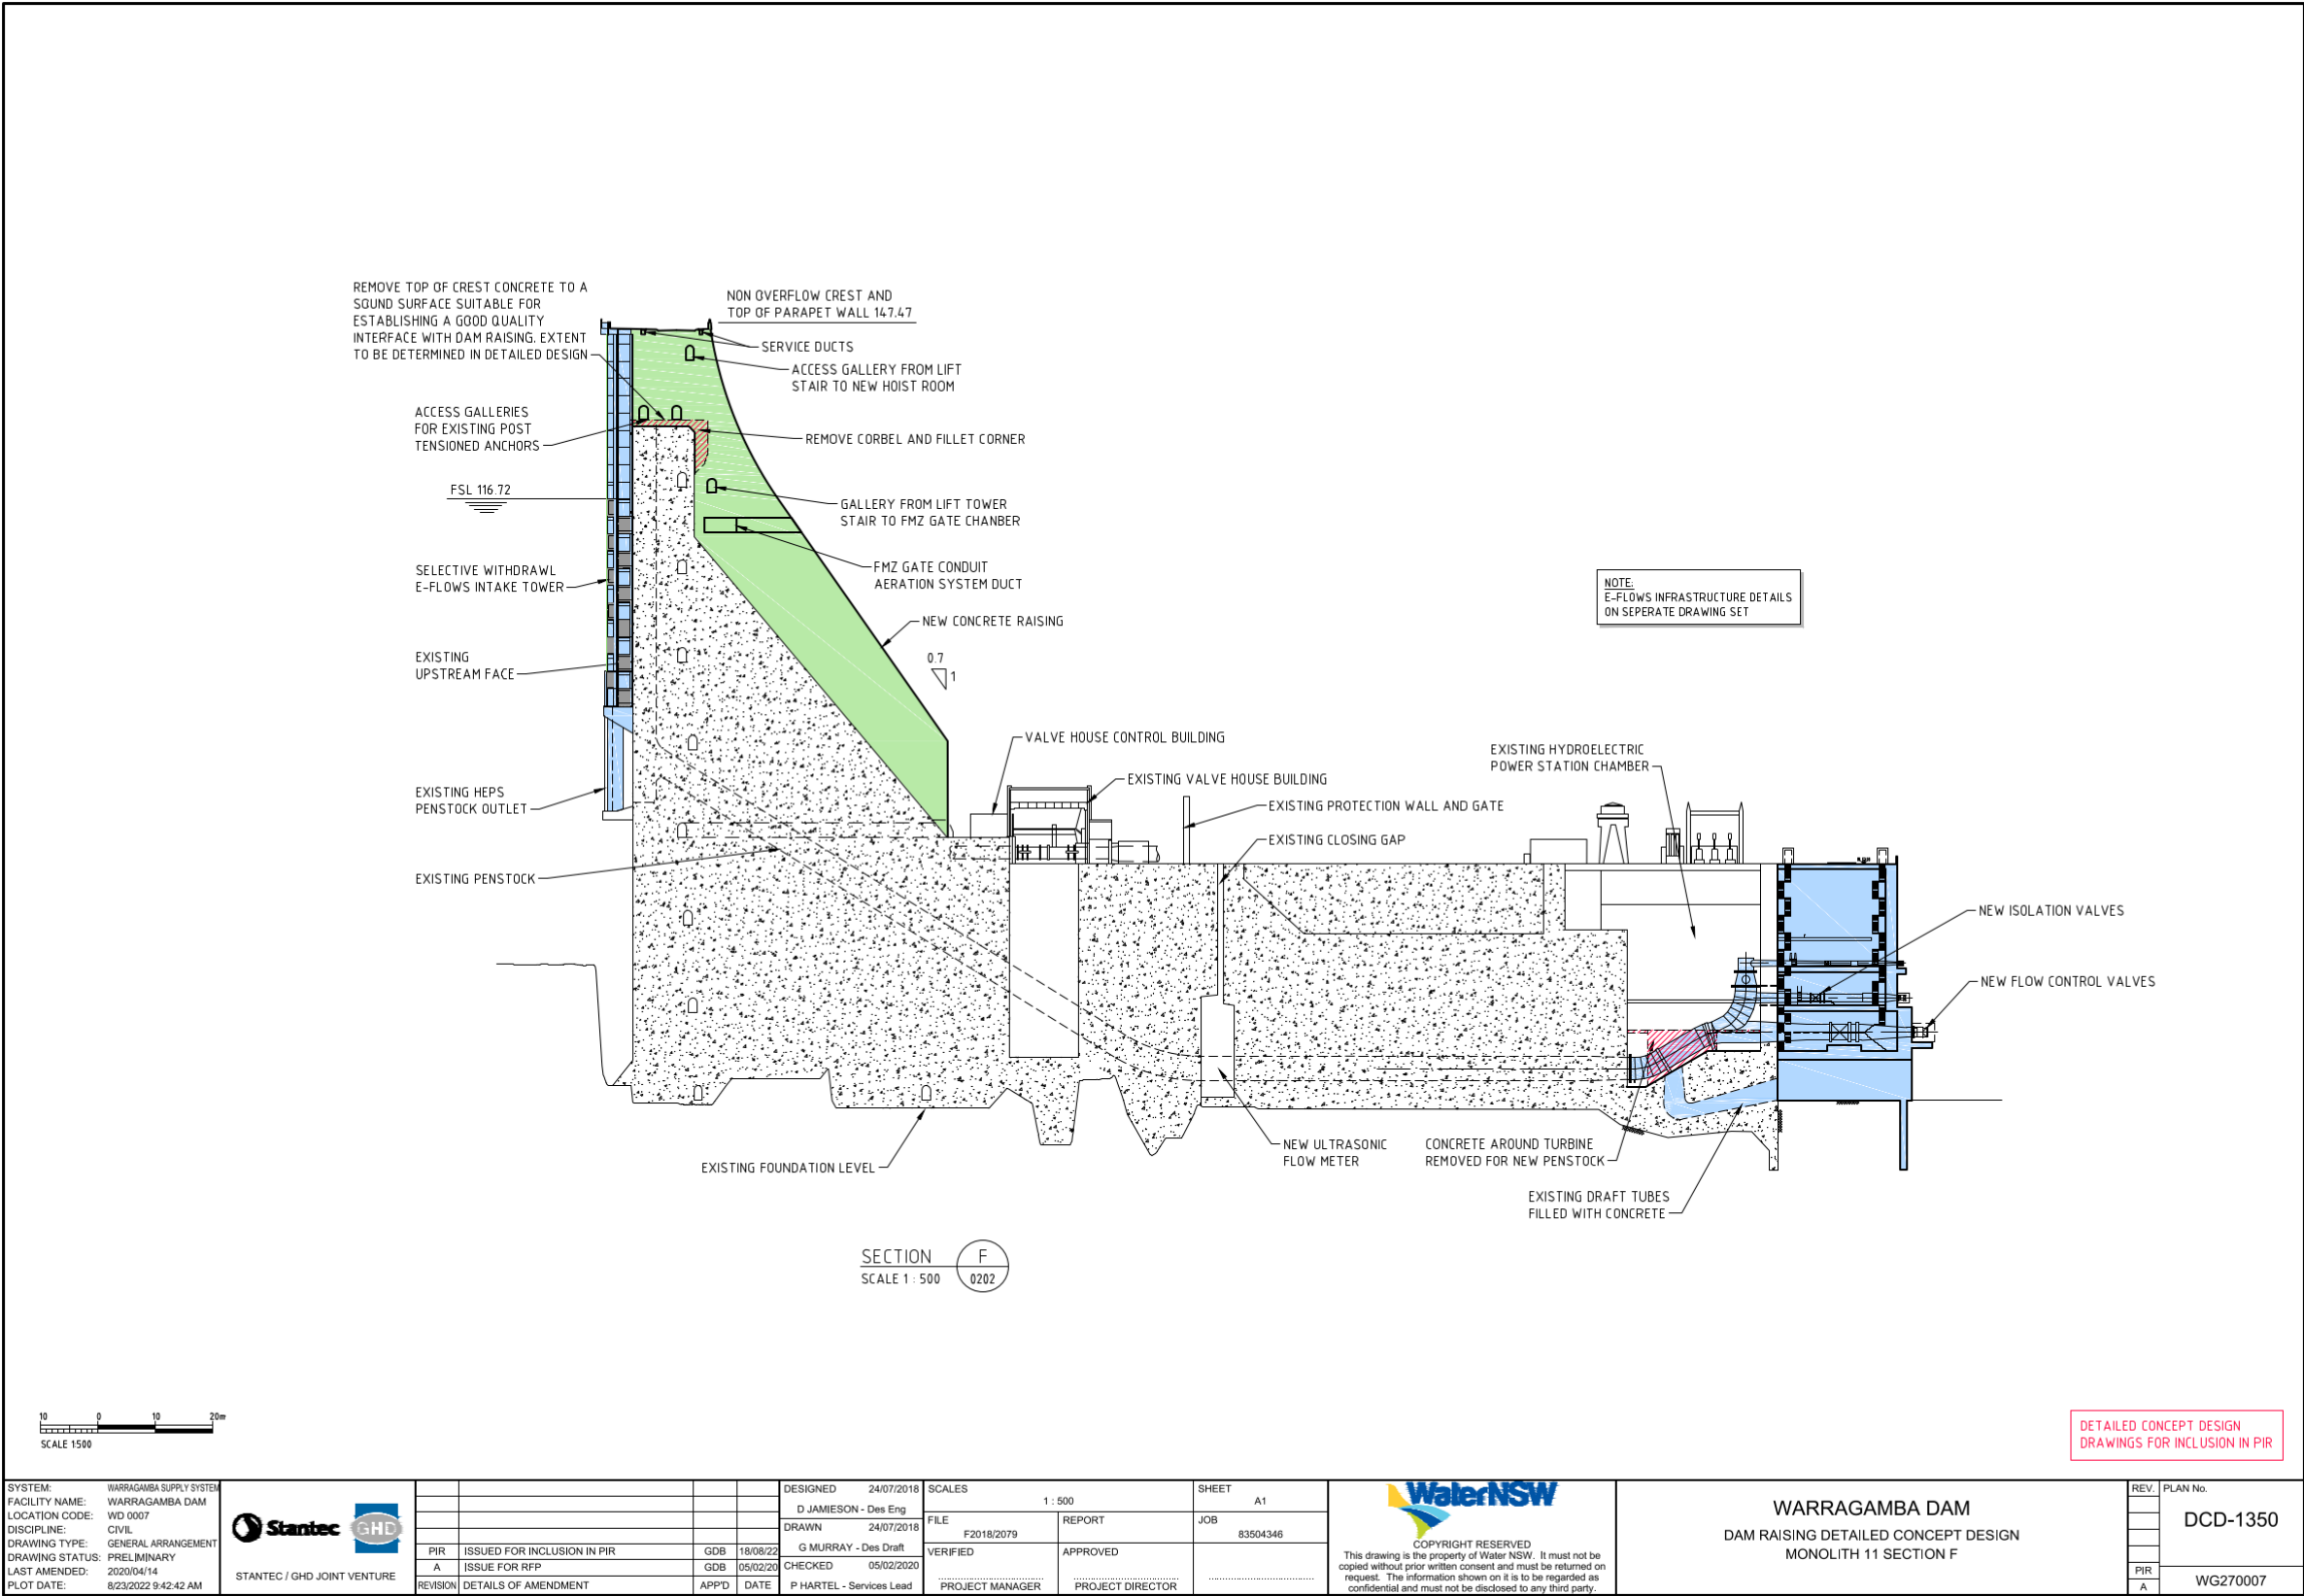 REMOVE TOP OF CREST CONCRETE TO A
SOUND SURFACE SUITABLE FOR
ESTABLISHING A GOOD QUALITY
INTERFACE WITH DAM RAISING. EXTENT
TO BE DETERMINED IN DETAILED DESIGN
NON OVERFLOW CREST AND
TOP OF PARAPET WALL 147.47
SERVICE DUCTS
ACCESS GALLERY FROM LIFT
STAIR TO NEW HOIST ROOM
ACCESS GALLERIES
FOR EXISTING POST
TENSIONED ANCHORS
REMOVE CORBEL AND FILLET CORNER
FSL 116.72
GALLERY FROM LIFT TOWER
STAIR TO FMZ GATE CHANBER
SELECTIVE WITHDRAWL
E-FLOWS INTAKE TOWER
FMZ GATE CONDUIT
AERATION SYSTEM DUCT
NOTE:
E-FLOWS INFRASTRUCTURE DETAILS
ON SEPERATE DRAWING SET
NEW CONCRETE RAISING
0.7
1
EXISTING
UPSTREAM FACE
VALVE HOUSE CONTROL BUILDING
EXISTING HYDROELECTRIC
POWER STATION CHAMBER
EXISTING VALVE HOUSE BUILDING
EXISTING HEPS
PENSTOCK OUTLET
EXISTING PROTECTION WALL AND GATE
EXISTING CLOSING GAP
EXISTING PENSTOCK
NEW ISOLATION VALVES
NEW FLOW CONTROL VALVES
EXISTING FOUNDATION LEVEL
NEW ULTRASONIC
FLOW METER
CONCRETE AROUND TURBINE
REMOVED FOR NEW PENSTOCK
EXISTING DRAFT TUBES
FILLED WITH CONCRETE
SECTION F
SCALE 1 : 500 0202
10 0 10 20m
SCALE 1:500
DETAILED CONCEPT DESIGN
DRAWINGS FOR INCLUSION IN PIR
SYSTEM: WARRAGAMBA SUPPLY SYSTEM
FACILITY NAME: WARRAGAMBA DAM
LOCATION CODE: WD 0007
DISCIPLINE: CIVIL
DRAWING TYPE: GENERAL ARRANGEMENT
DRAWING STATUS: PRELIMINARY
LAST AMENDED: 2020/04/14
PLOT DATE: 8/23/2022 9:42:42 AM
Stantec GHD
STANTEC / GHD JOINT VENTURE
PIR ISSUED FOR INCLUSION IN PIR GDB 18/08/22
A ISSUE FOR RFP GDB 05/02/20
REVISION DETAILS OF AMENDMENT APP'D DATE
DESIGNED 24/07/2018
D JAMIESON - Des Eng
DRAWN 24/07/2018
G MURRAY - Des Draft
CHECKED 05/02/2020
P HARTEL - Services Lead
SCALES
1 : 500
SHEET
A1
FILE
F2018/2079
REPORT
JOB
83504346
VERIFIED
PROJECT MANAGER
APPROVED
PROJECT DIRECTOR
WaterNSW
COPYRIGHT RESERVED
This drawing is the property of Water NSW. It must not be
copied without prior written consent and must be returned on
request. The information shown on it is to be regarded as
confidential and must not be disclosed to any third party.
WARRAGAMBA DAM
DAM RAISING DETAILED CONCEPT DESIGN
MONOLITH 11 SECTION F
REV. PLAN No.
DCD-1350
PIR
A
WG270007